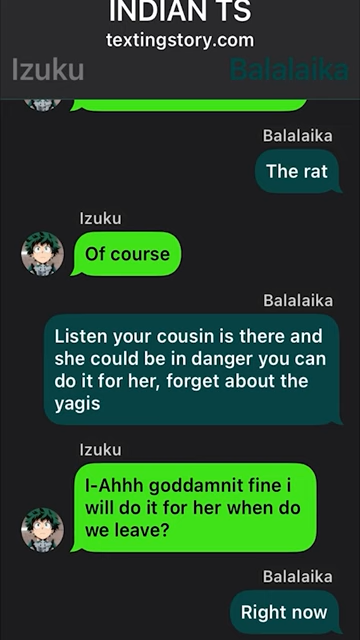 INDIAN TS
textingstory.com
Izuku
Balalaika
Balalaika
The rat
Izuku
Of course
Balalaika
Listen your cousin is there and
she could be in danger you can
do it for her, forget about the
yagis
Izuku
I-Ahhh goddamnit fine i
will do it for her when do
we leave?
Balalaika
Right now